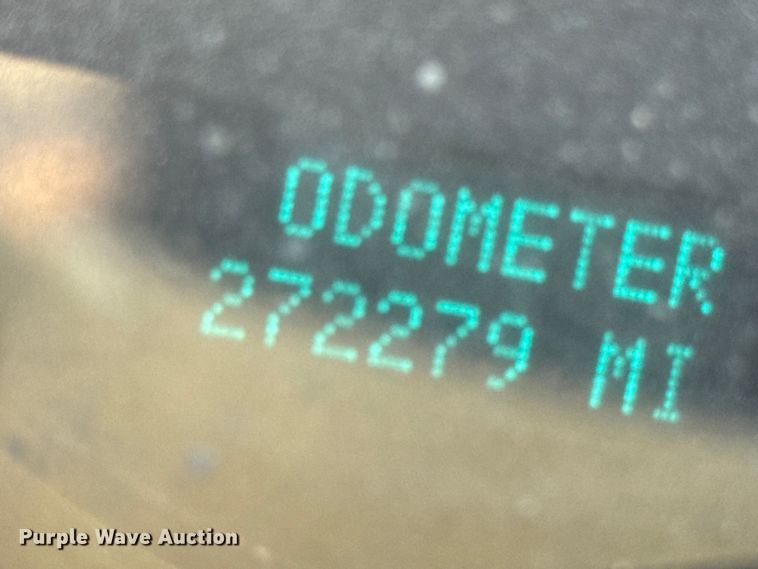 ODOMETER
272279 MI
Purple Wave Auction